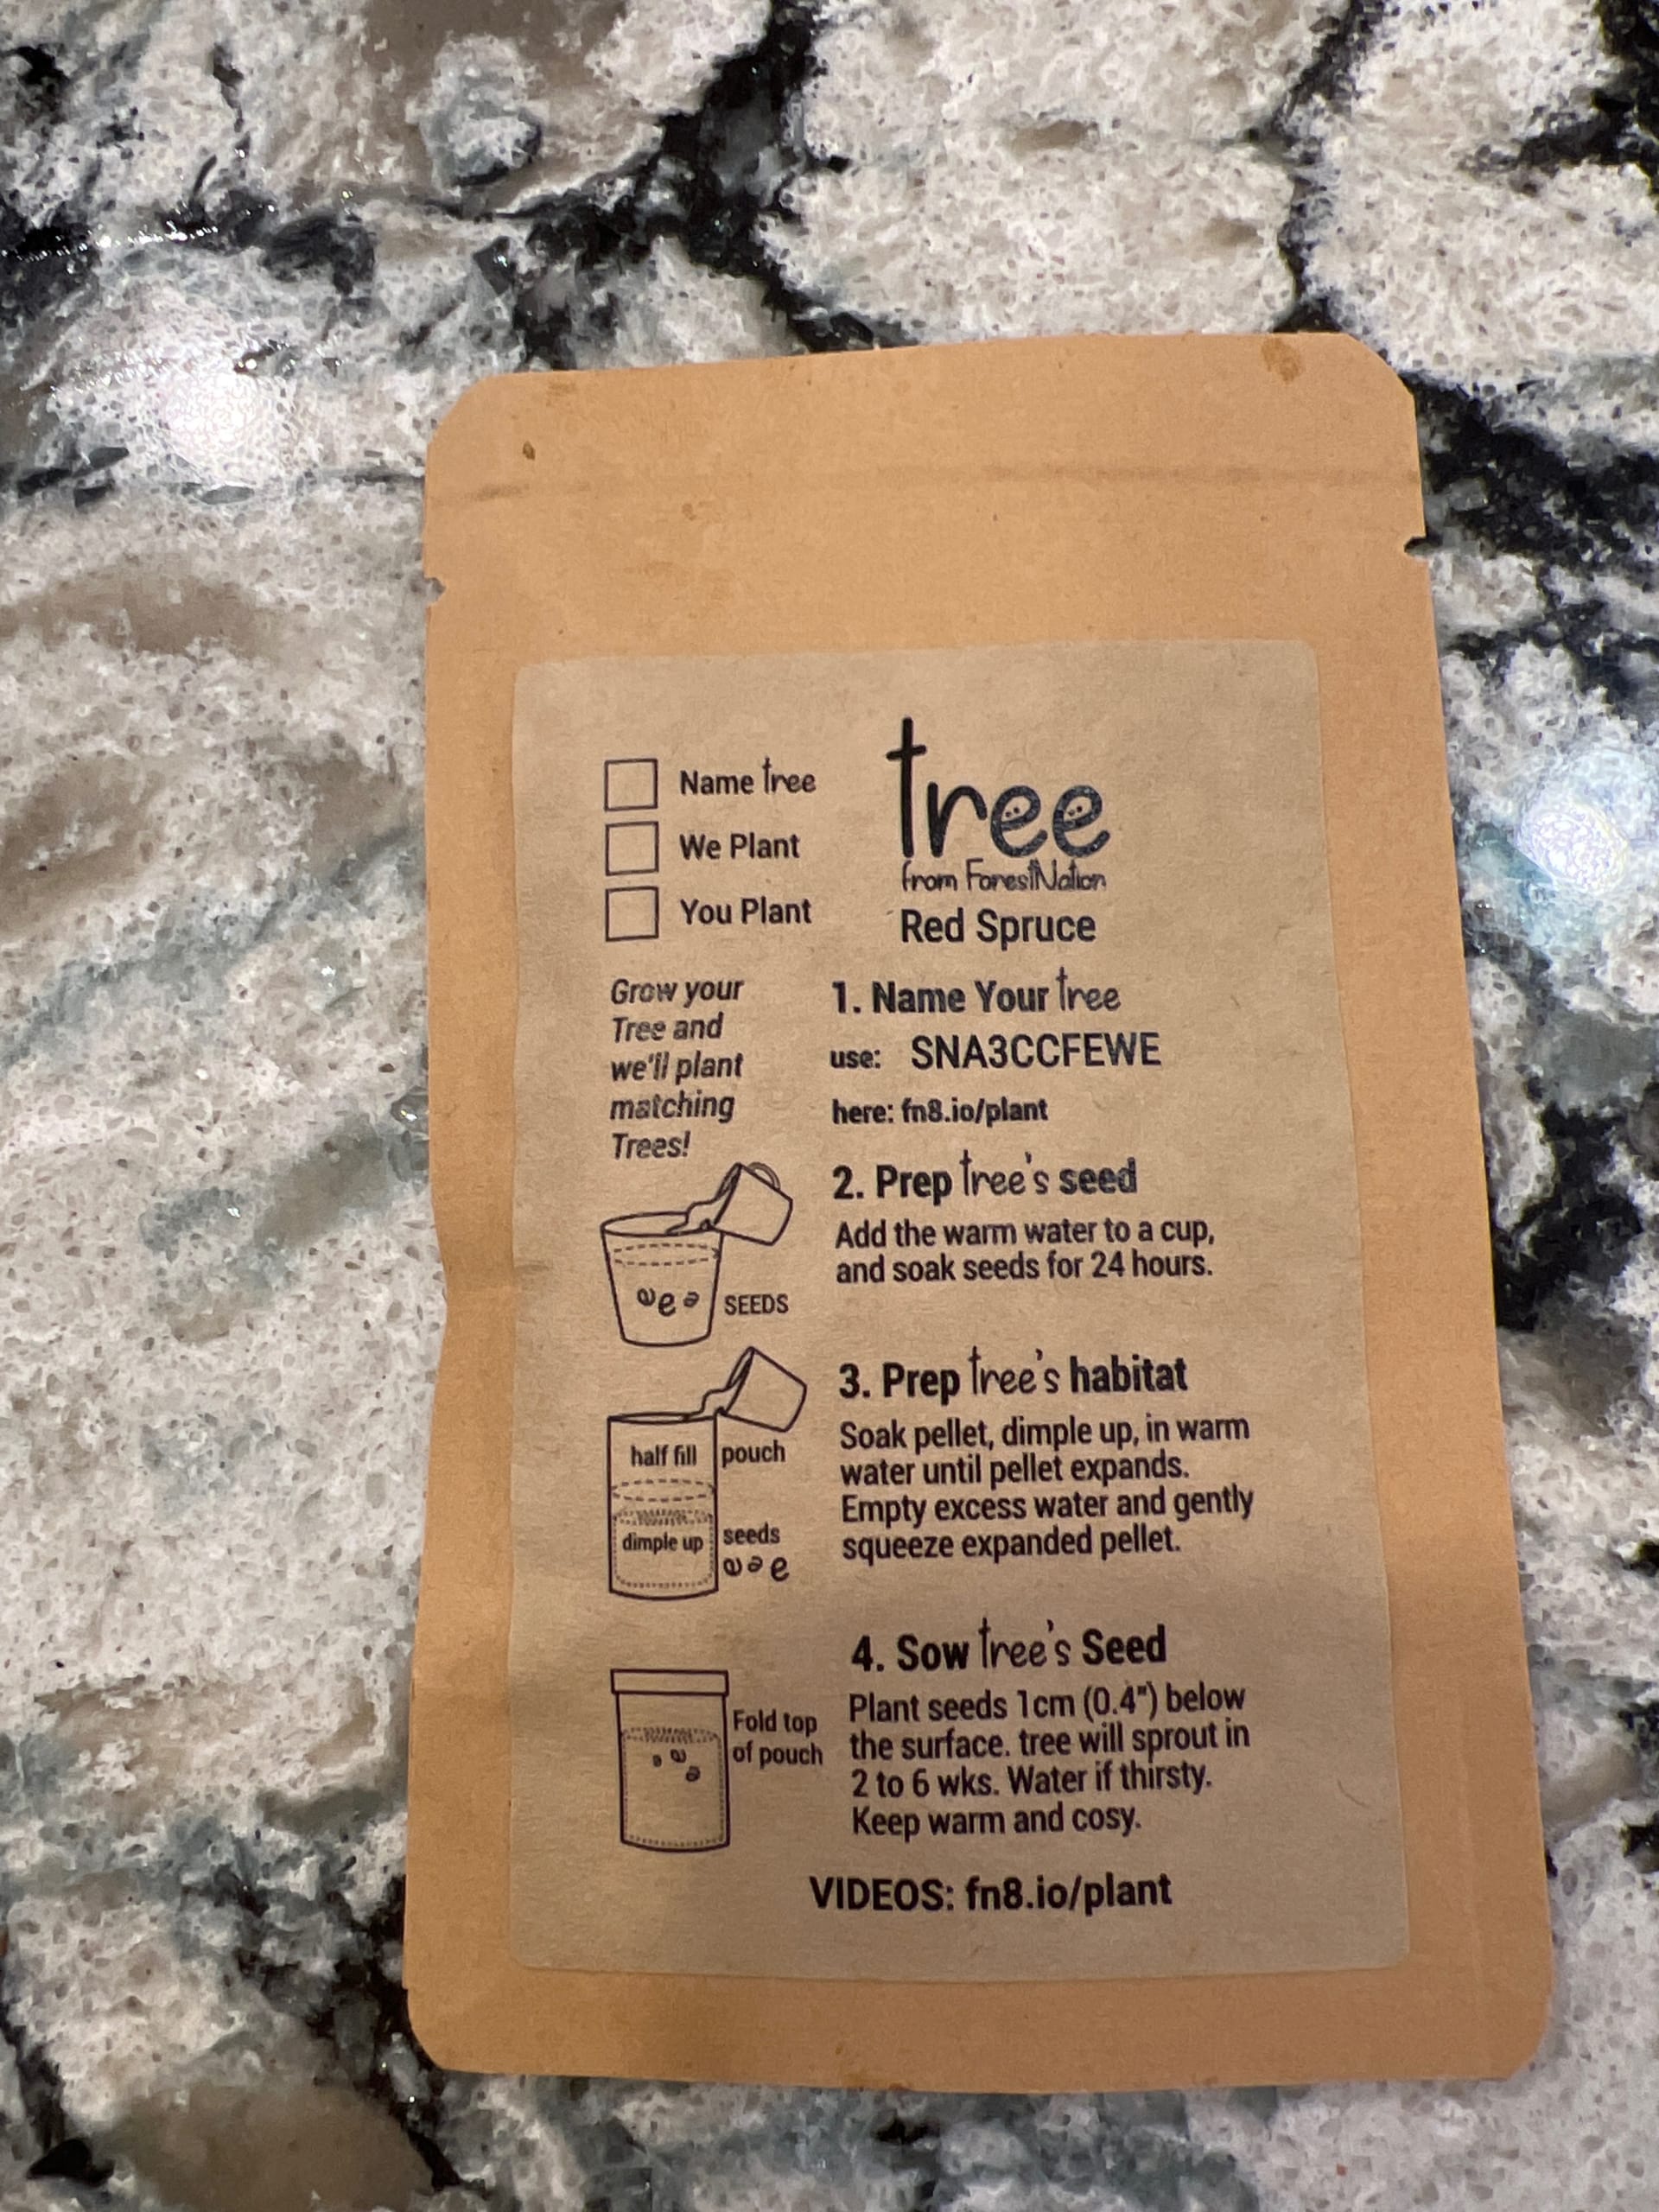 Name tree
We Plant
You Plant
tree
from ForestNation
Red Spruce
Grow your
Tree and
we'll plant
matching
Trees!
1. Name Your tree
use: SNA3CCFEWE
here: fn8.io/plant
2. Prep tree's seed
Add the warm water to a cup,
and soak seeds for 24 hours.
SEEDS
3. Prep tree's habitat
Soak pellet, dimple up, in warm
water until pellet expands.
Empty excess water and gently
squeeze expanded pellet.
half fill
pouch
dimple up
seeds
4. Sow tree's Seed
Plant seeds 1cm (0.4") below
the surface. tree will sprout in
2 to 6 wks. Water if thirsty.
Keep warm and cosy.
Fold top
of pouch
VIDEOS: fn8.io/plant